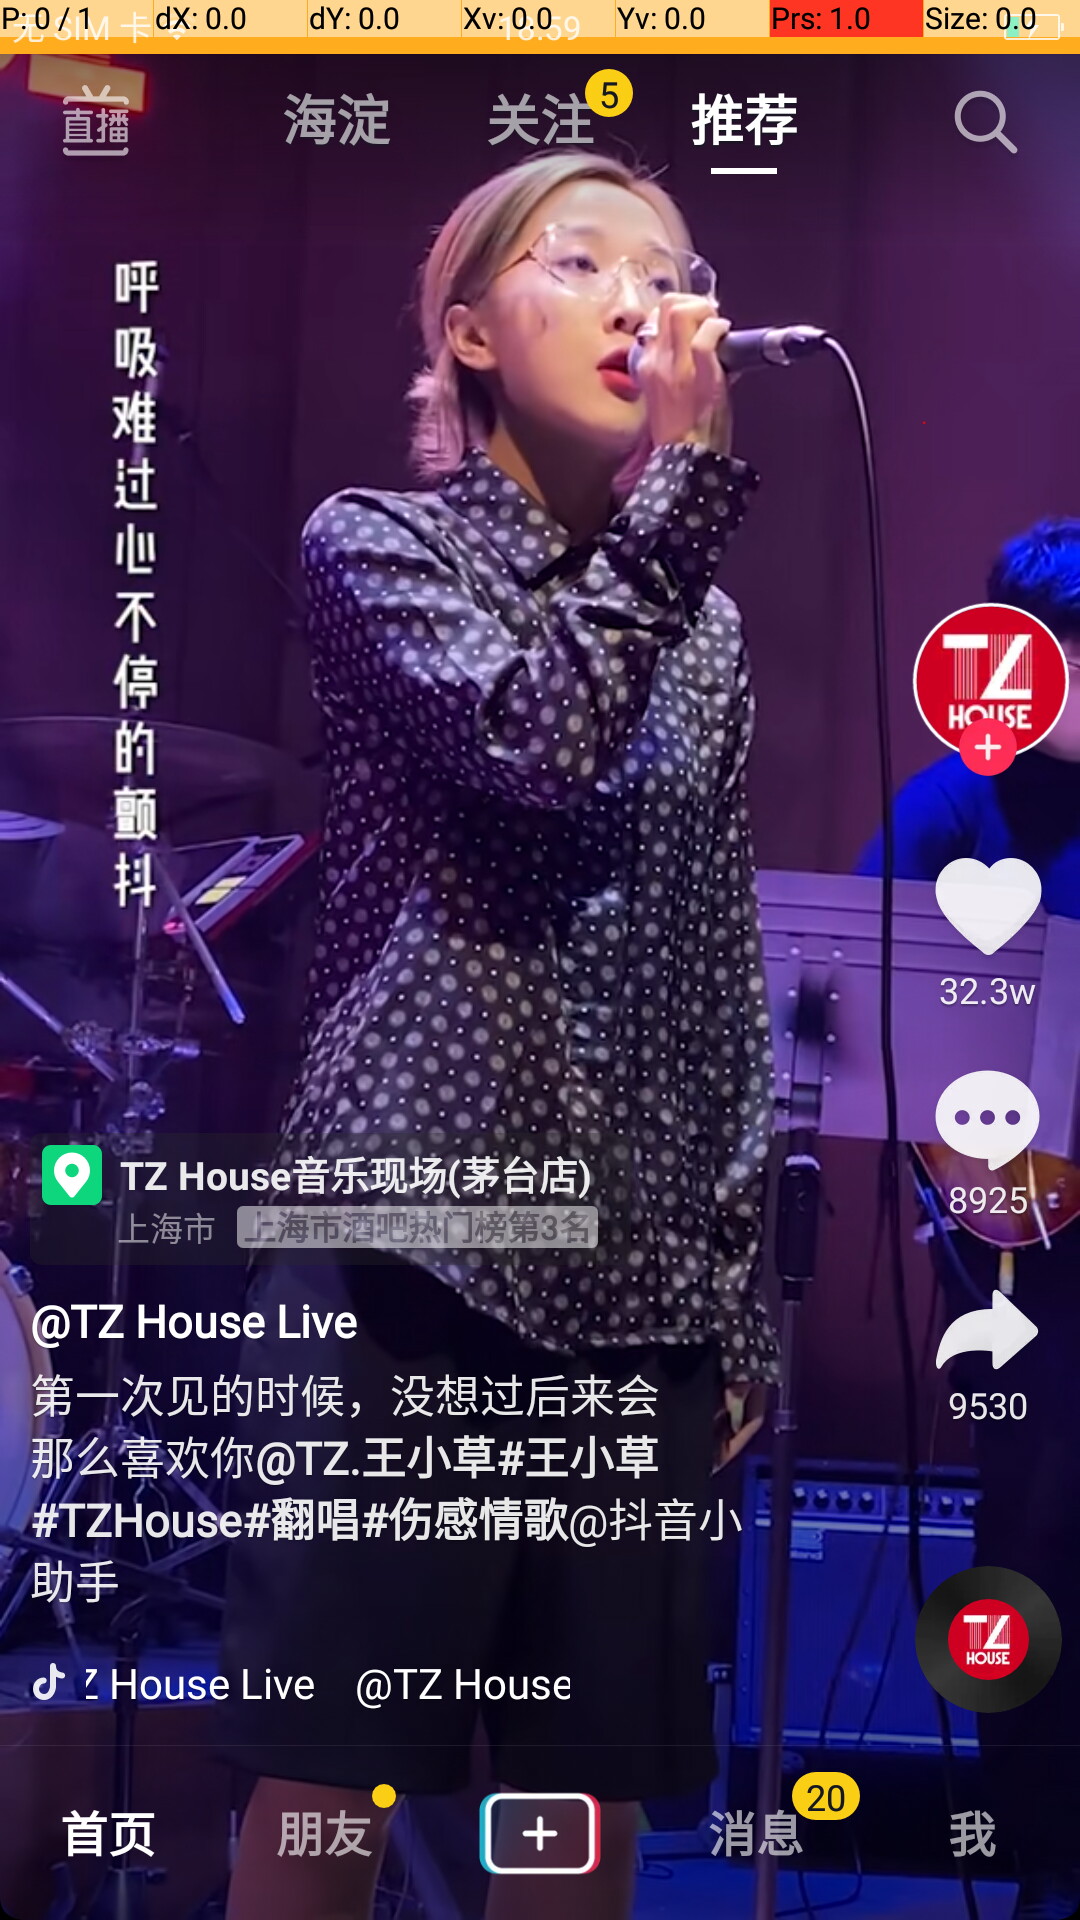 P: 0 / 1 dX: 0.0 dY: 0.0 Xv: 0.0 Yv: 0.0 Prs: 1.0 Size: 0.0
无 SIM 卡 18:59
直播 海淀 关注 5 推荐
呼吸难过心不停的颤抖
TZ HOUSE
32.3w
8925
TZ House音乐现场(茅台店)
上海市 上海市酒吧热门榜第3名
@TZ House Live
第一次见的时候，没想过后来会
那么喜欢你@TZ.王小草#王小草
#TZHouse#翻唱#伤感情歌@抖音小
助手
9530
TZ HOUSE
Z House Live @TZ House
首页 朋友 消息 20 我